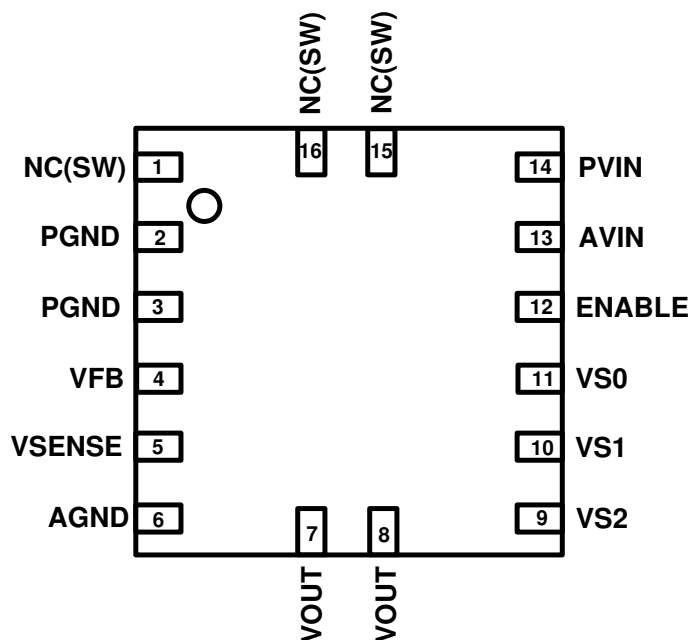 NC(SW)
NC(SW)
16
15
NC(SW)
1
14
PVIN
PGND
2
13
AVIN
PGND
3
12
ENABLE
VFB
4
11
VS0
VSENSE
5
10
VS1
AGND
6
9
VS2
7
8
VOUT
VOUT